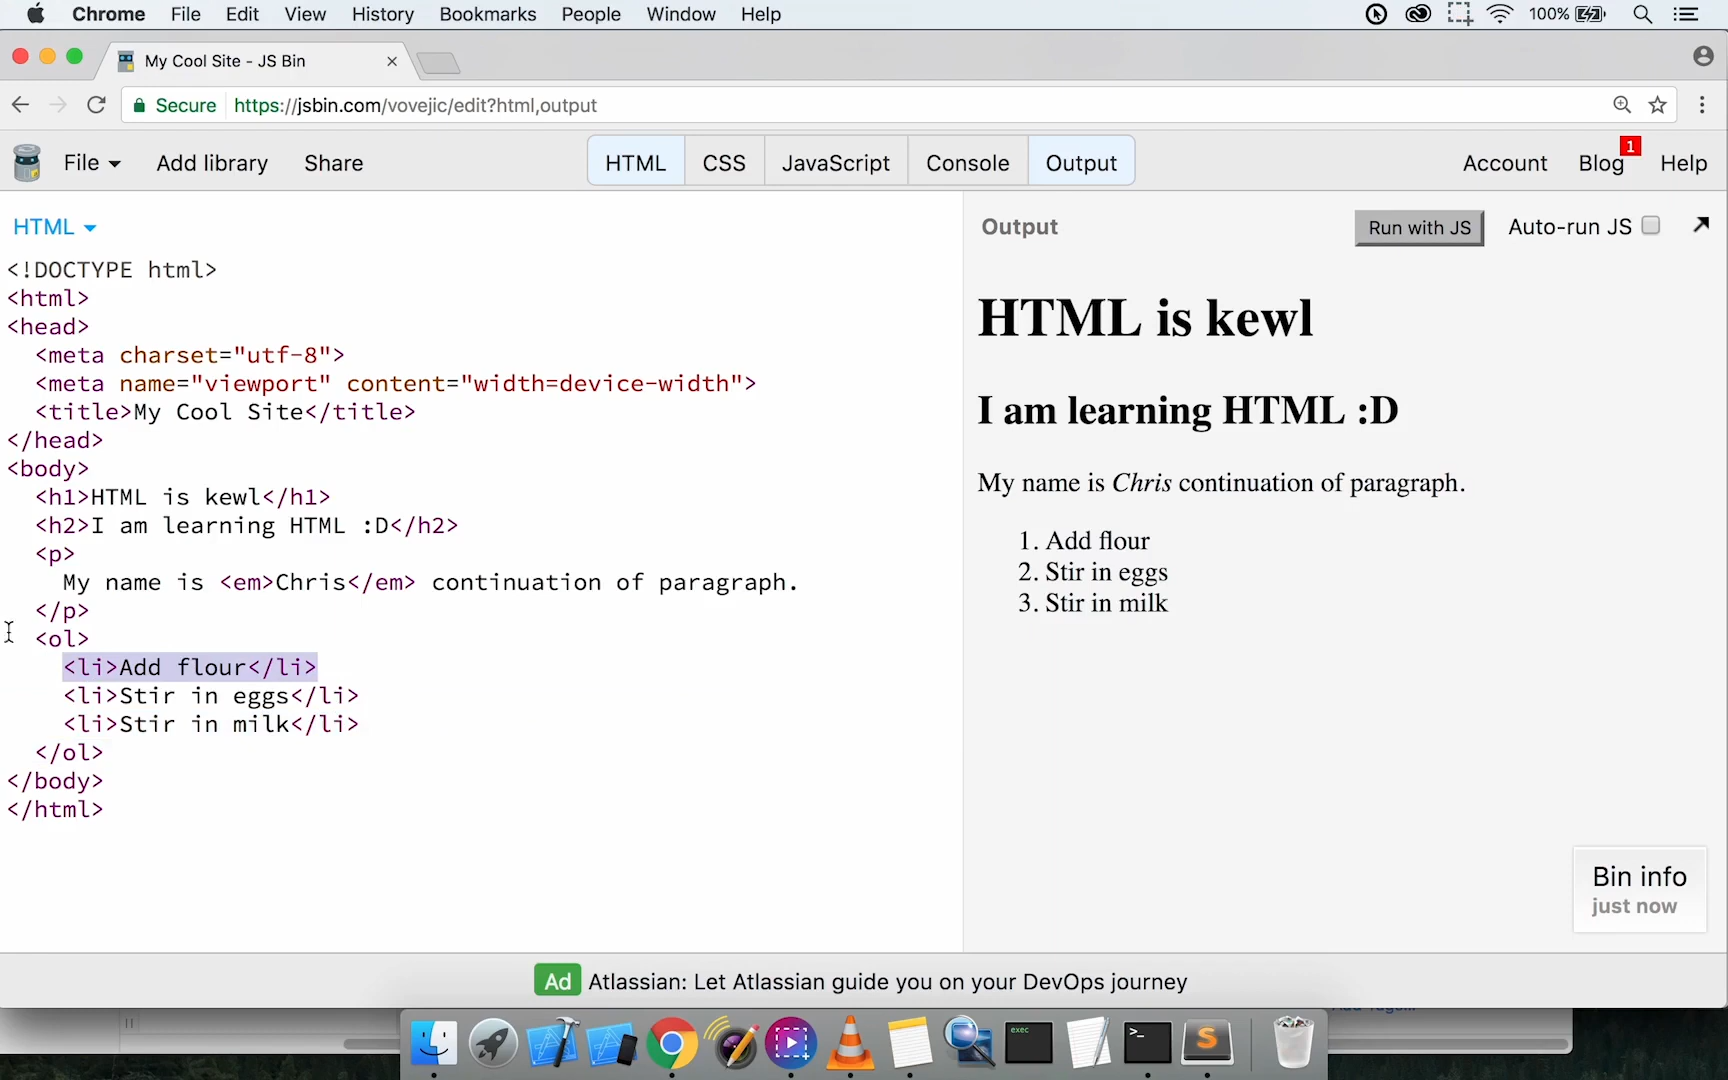 Chrome File Edit View History Bookmarks People Window Help 100%
My Cool Site - JS Bin
Secure https://jsbin.com/vovejic/edit?html,output
File Add library Share HTML CSS JavaScript Console Output Account Blog 1 Help
HTML
Output Run with JS Auto-run JS
<!DOCTYPE html>
<html>
<head>
<meta charset="utf-8">
<meta name="viewport" content="width=device-width">
<title>My Cool Site</title>
</head>
<body>
<h1>HTML is kewl</h1>
<h2>I am learning HTML :D</h2>
<p>
My name is <em>Chris</em> continuation of paragraph.
</p>
<ol>
<li>Add flour</li>
<li>Stir in eggs</li>
<li>Stir in milk</li>
</ol>
</body>
</html>
HTML is kewl
I am learning HTML :D
My name is Chris continuation of paragraph.
1. Add flour
2. Stir in eggs
3. Stir in milk
Bin info
just now
Ad Atlassian: Let Atlassian guide you on your DevOps journey
exec